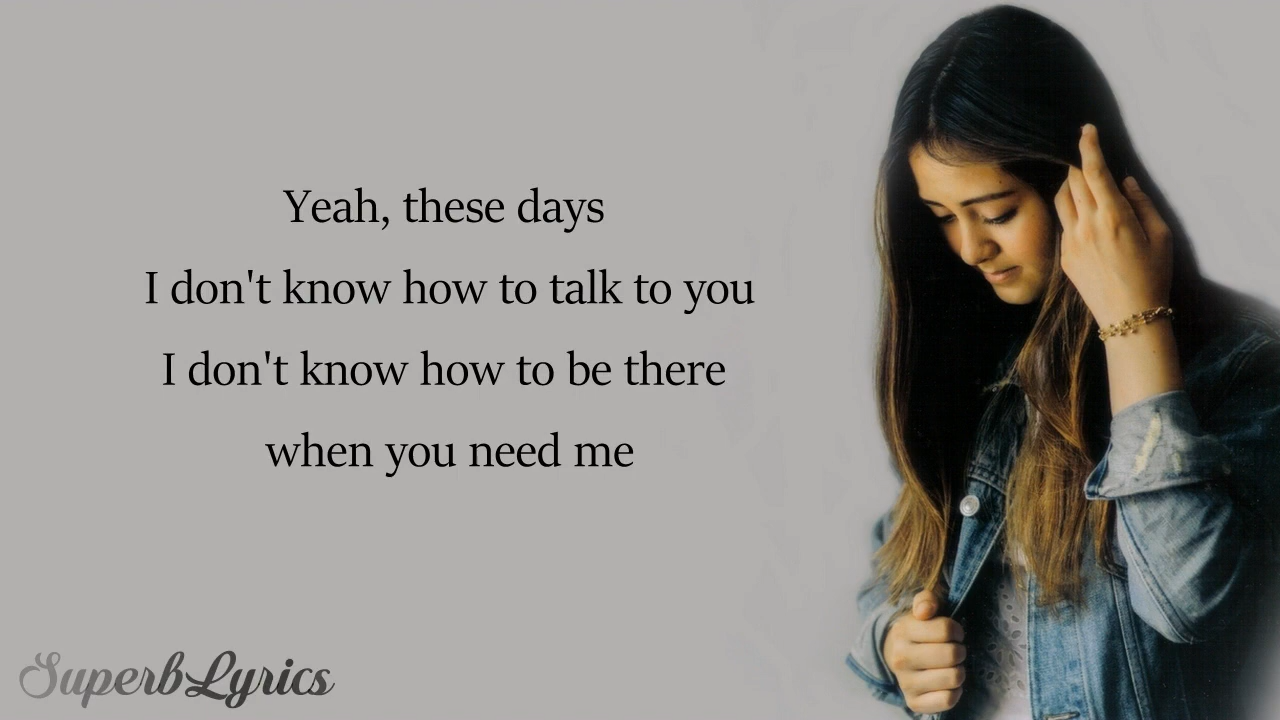 Yeah, these days
I don't know how to talk to you
I don't know how to be there
when you need me
SuperbLyrics